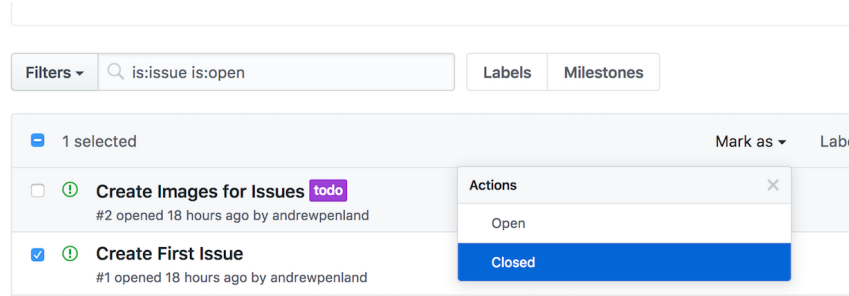 Filters
is:issue is:open
Labels
Milestones
1 selected
Mark as
Create Images for Issues todo
#2 opened 18 hours ago by andrewpenland
Actions
Open
Closed
Create First Issue
#1 opened 18 hours ago by andrewpenland